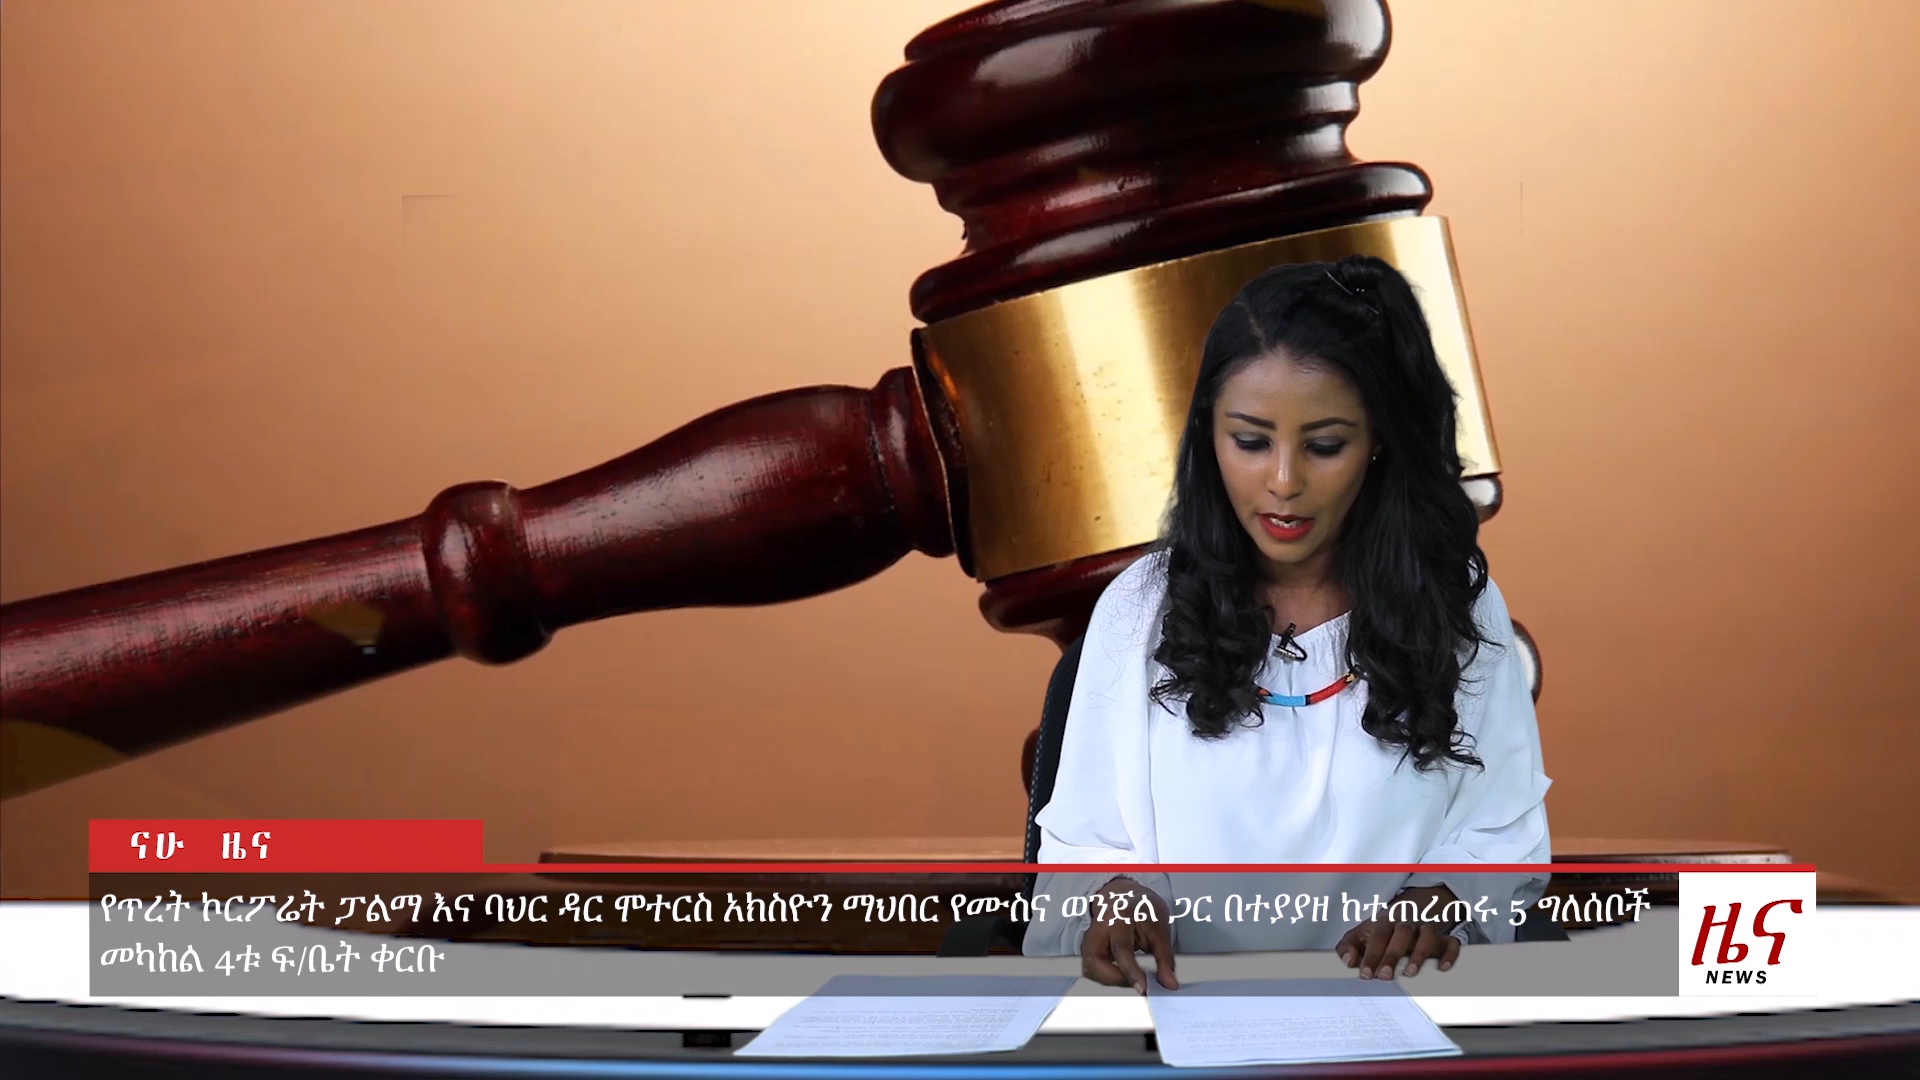 ናሁ ዜና
የጥረት ኮርፖሬት ፓልማ እና ባህር ዳር ሞተርስ አክስዮን ማህበር የሙስና ወንጀል ጋር በተያያዘ ከተጠረጠሩ 5 ግለሰቦች
መካከል 4ቱ ፍ/ቤት ቀርቡ
ዜና
NEWS